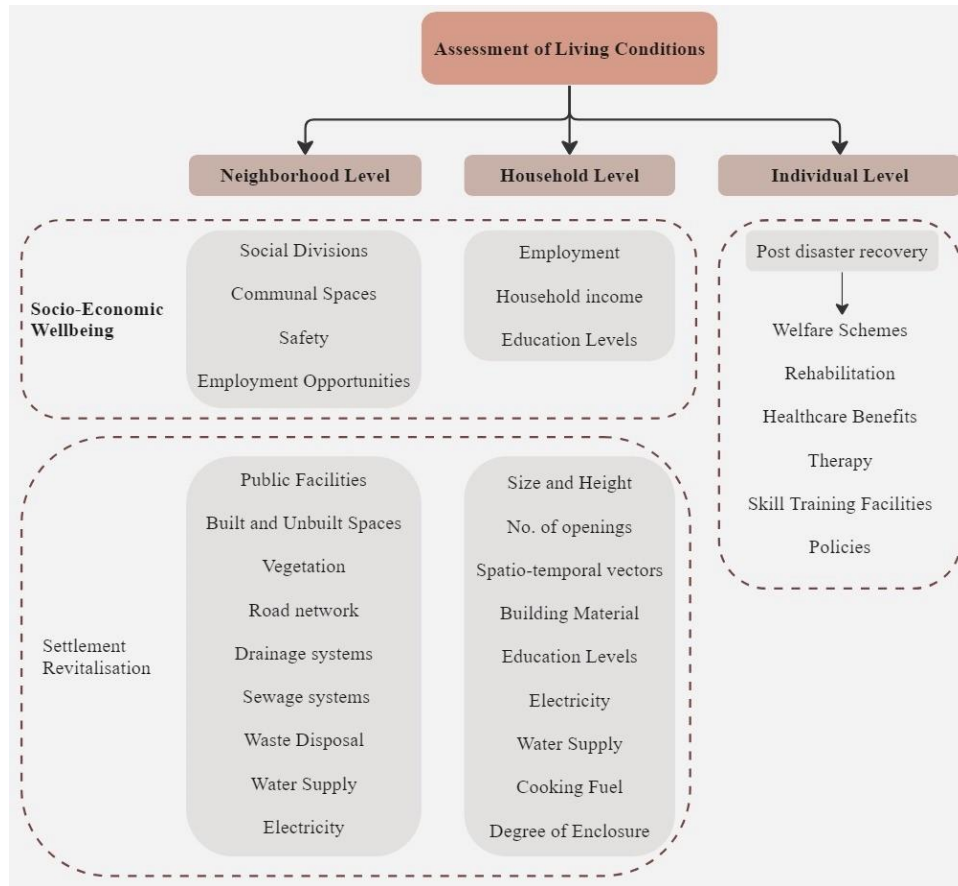 Assessment of Living Conditions
Neighborhood Level
Household Level
Individual Level
Socio-Economic
Wellbeing
Social Divisions
Communal Spaces
Safety
Employment Opportunities
Employment
Household income
Education Levels
Post disaster recovery
Welfare Schemes
Rehabilitation
Healthcare Benefits
Therapy
Skill Training Facilities
Policies
Settlement
Revitalisation
Public Facilities
Built and Unbuilt Spaces
Vegetation
Road network
Drainage systems
Sewage systems
Waste Disposal
Water Supply
Electricity
Size and Height
No. of openings
Spatio-temporal vectors
Building Material
Education Levels
Electricity
Water Supply
Cooking Fuel
Degree of Enclosure